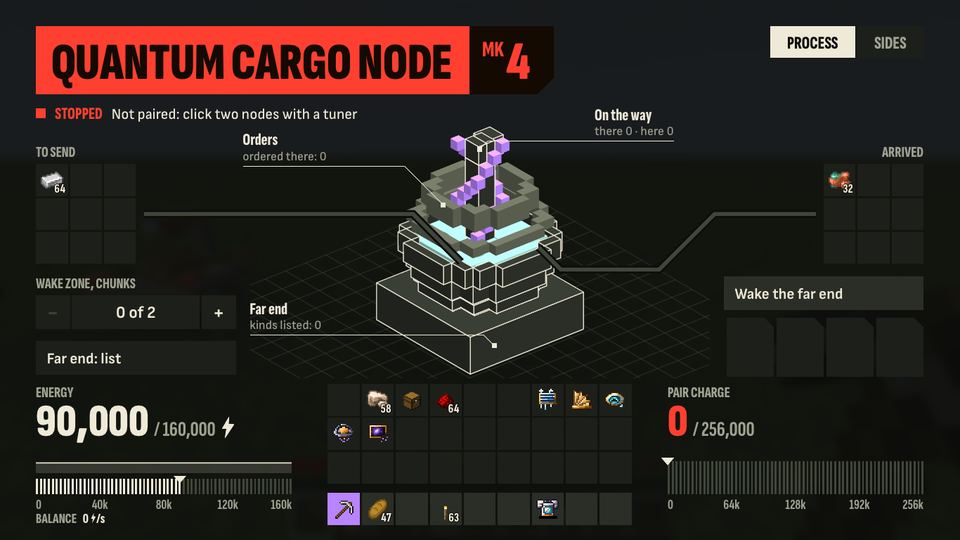 QUANTUM CARGO NODE MK 4
PROCESS SIDES
STOPPED Not paired: click two nodes with a tuner
On the way
there 0 · here 0
Orders
ordered there: 0
TO SEND
ARRIVED
64
32
WAKE ZONE, CHUNKS
− 0 of 2 +
Wake the far end
Far end
kinds listed: 0
Far end: list
ENERGY
90,000 / 160,000
PAIR CHARGE
0 / 256,000
58 64
0 40k 80k 120k 160k
0 64k 128k 192k 256k
BALANCE 0 ⚡/s
47 63